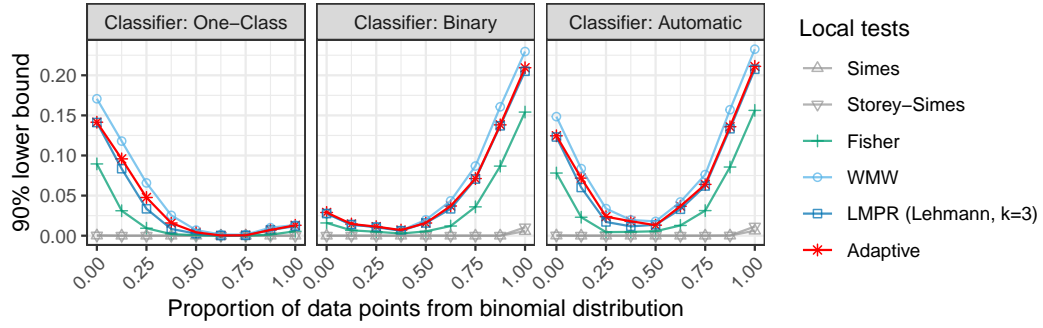 Classifier: One−Class
Classifier: Binary
Classifier: Automatic
90% lower bound
0.20
0.15
0.10
0.05
0.00
0.00 0.25 0.50 0.75 1.00
0.00 0.25 0.50 0.75 1.00
0.00 0.25 0.50 0.75 1.00
Proportion of data points from binomial distribution
Local tests
Simes
Storey−Simes
Fisher
WMW
LMPR (Lehmann, k=3)
Adaptive